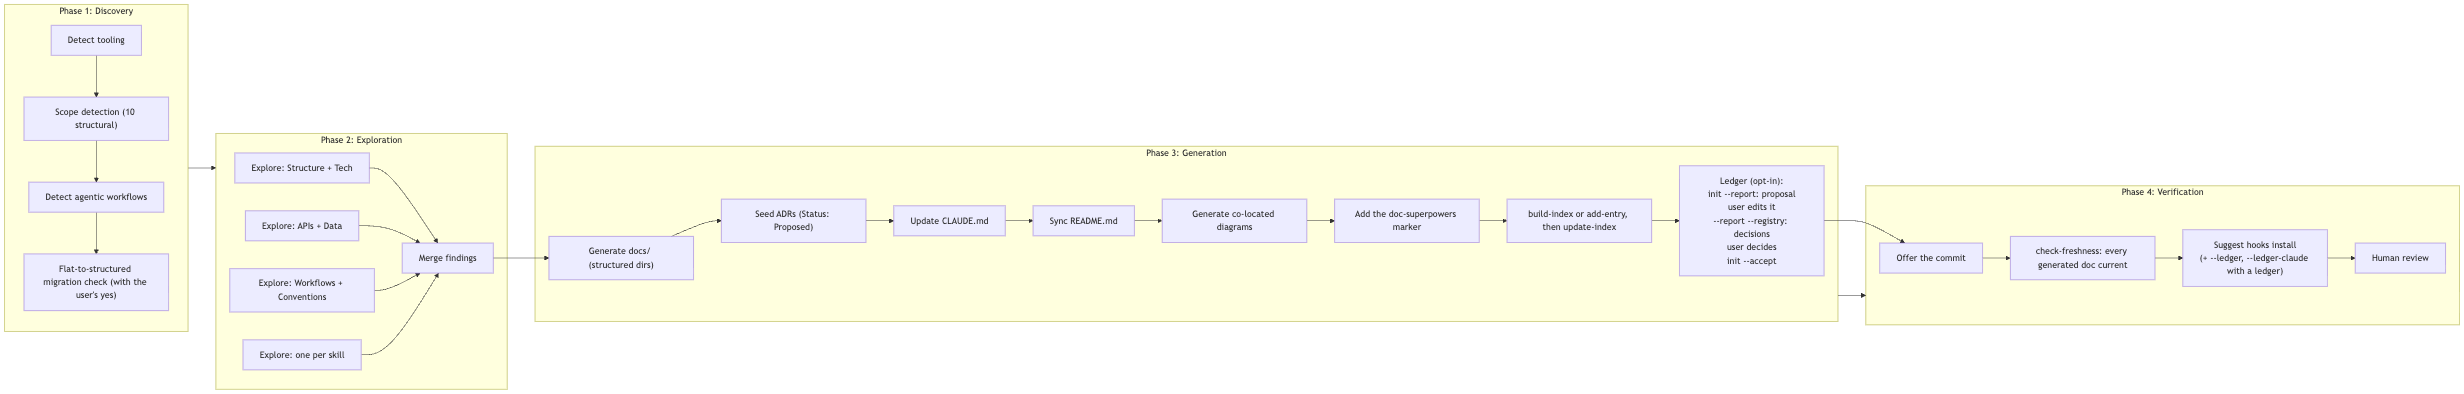 Phase 1: Discovery
Detect tooling
Scope detection (10
structural)
Detect agentic workflows
Flat-to-structured
migration check (with the
user's yes)
Phase 2: Exploration
Explore: Structure + Tech
Explore: APIs + Data
Explore: Workflows +
Conventions
Explore: one per skill
Merge findings
Phase 3: Generation
Generate docs/
(structured dirs)
Seed ADRs (Status:
Proposed)
Update CLAUDE.md
Sync README.md
Generate co-located
diagrams
Add the doc-superpowers
marker
build-index or add-entry,
then update-index
Ledger (opt-in):
init --report: proposal
user edits it
--report --registry:
decisions
user decides
init --accept
Phase 4: Verification
Offer the commit
check-freshness: every
generated doc current
Suggest hooks install
(+ --ledger, --ledger-claude
with a ledger)
Human review